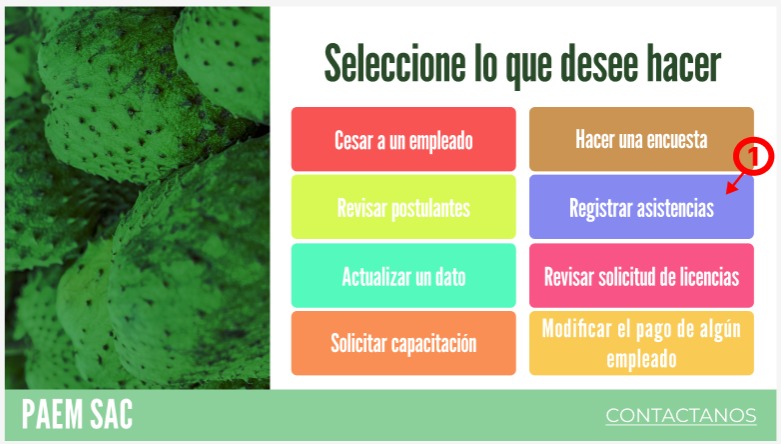 Seleccione lo que desee hacer
Cesar a un empleado
Hacer una encuesta
1
Revisar postulantes
Registrar asistencias
Actualizar un dato
Revisar solicitud de licencias
Solicitar capacitación
Modificar el pago de algún
empleado
PAEM SAC
CONTACTANOS